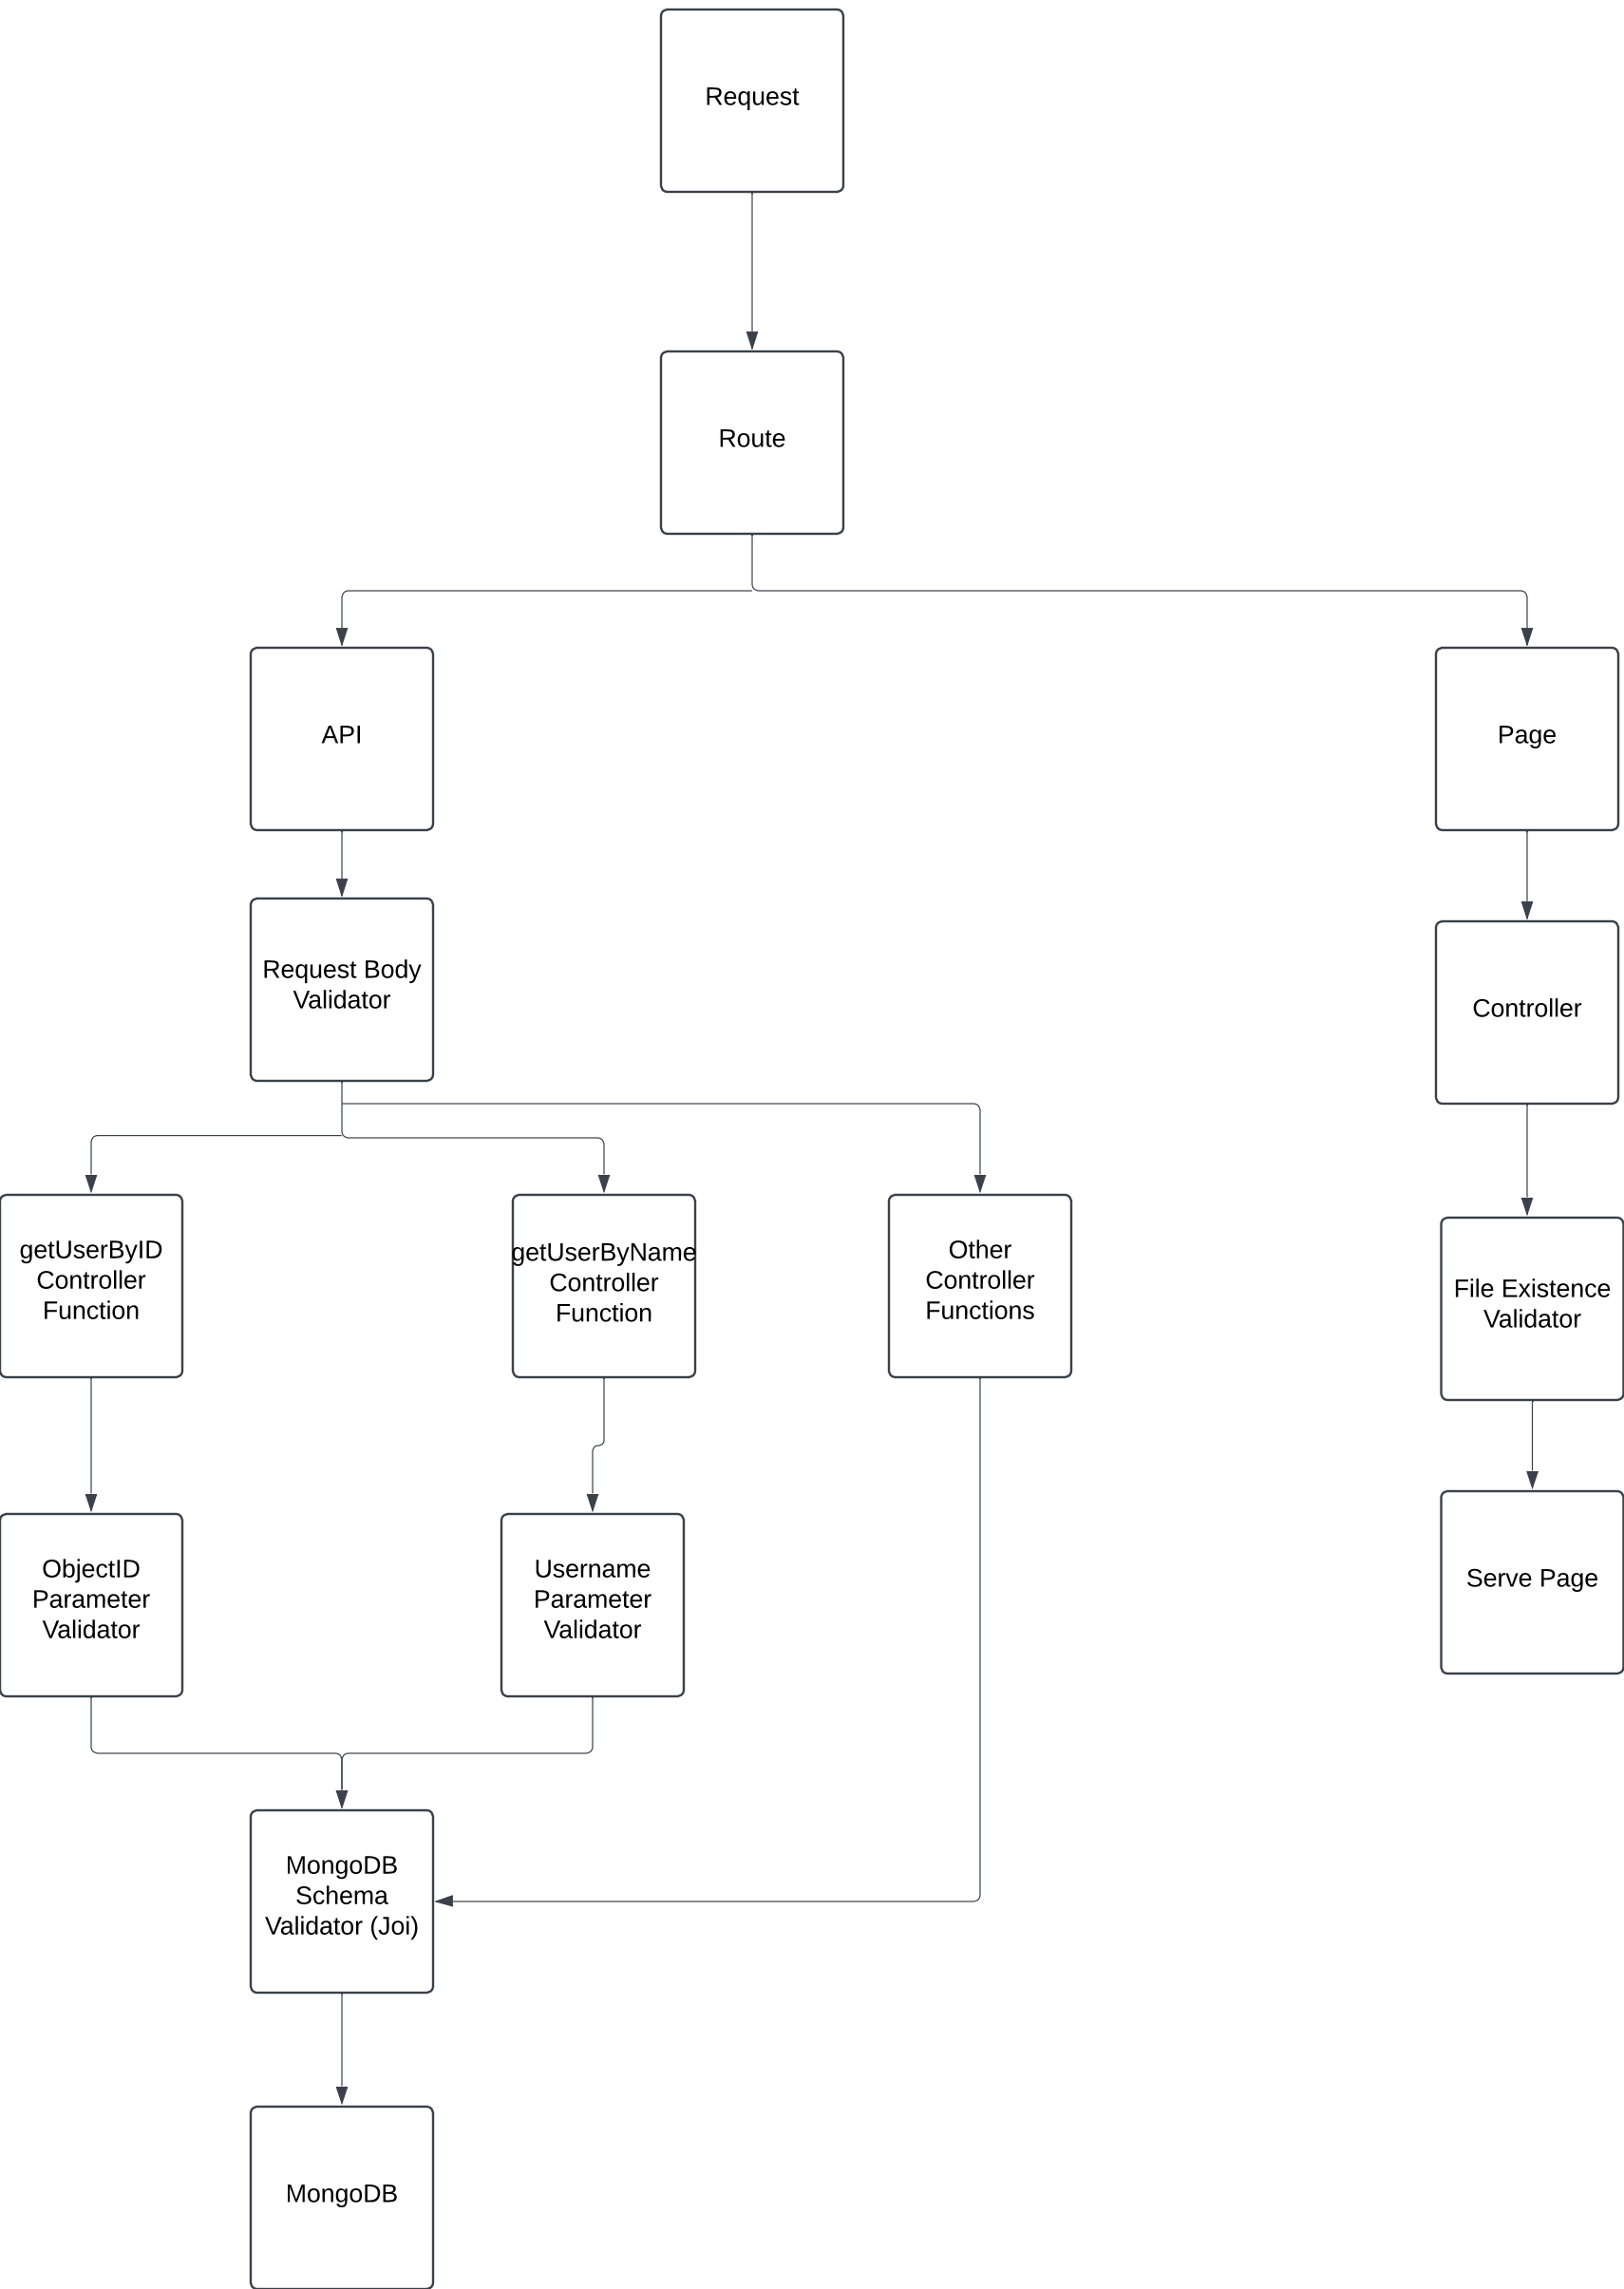 Request
Route
API
Page
Request Body
Validator
Controller
getUserByID
Controller
Function
getUserByName
Controller
Function
Other
Controller
Functions
File Existence
Validator
ObjectID
Parameter
Validator
Username
Parameter
Validator
Serve Page
MongoDB
Schema
Validator (Joi)
MongoDB